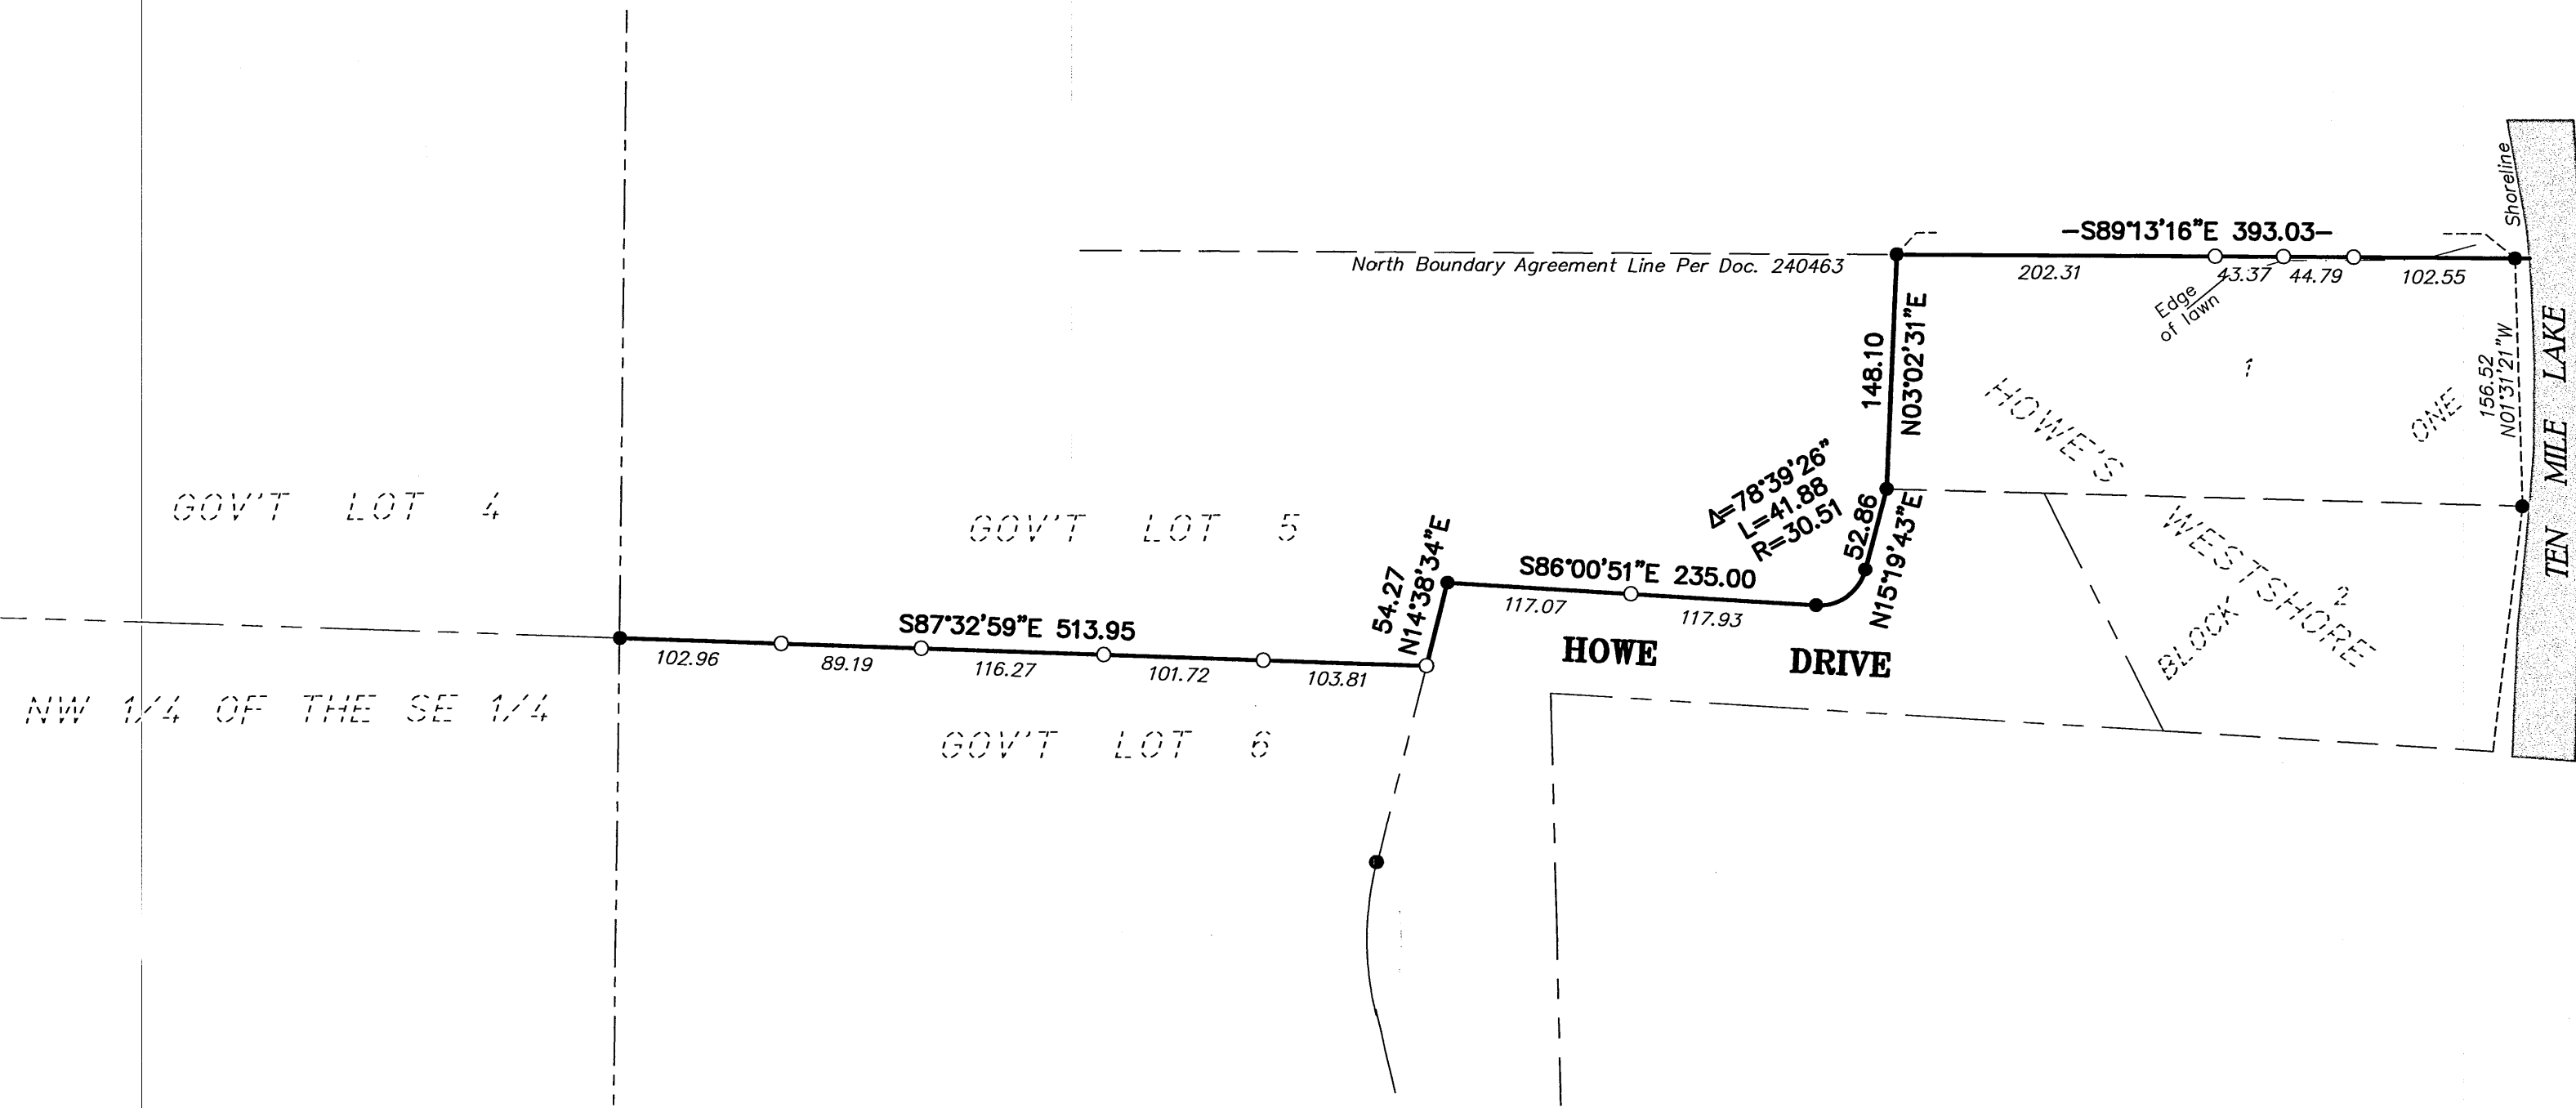 Shoreline
–S89°13'16"E 393.03–
North Boundary Agreement Line Per Doc. 240463
202.31
43.37
44.79
102.55
Edge
of lawn
148.10
N03°02'31"E
1
156.52
N01°31'21"W
TEN MILE LAKE
HOWE'S
ONE
Δ=78°39'26"
L=41.88
R=30.51
52.86
N15°19'43"E
GOV'T LOT 4
GOV'T LOT 5
WESTSHORE
2
BLOCK
54.27
N14°38'34"E
S86°00'51"E 235.00
117.07
117.93
S87°32'59"E 513.95
102.96
89.19
116.27
101.72
103.81
HOWE DRIVE
NW 1/4 OF THE SE 1/4
GOV'T LOT 6